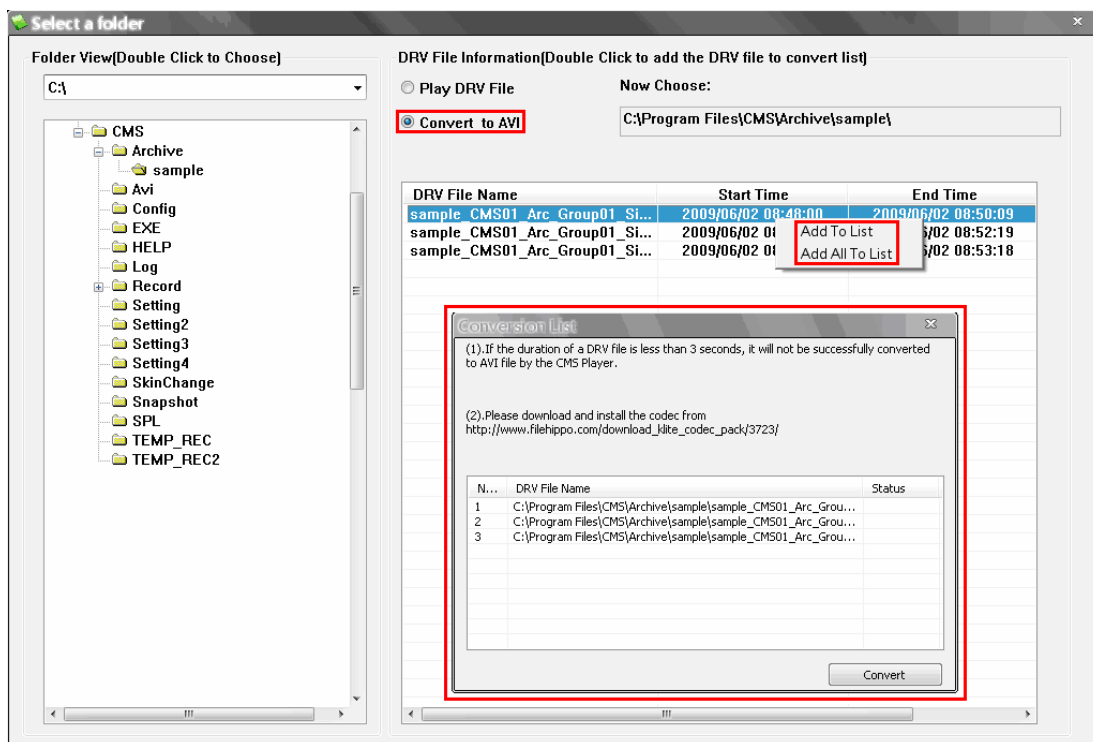 Select a folder
Folder View(Double Click to Choose)
C:\
CMS
Archive
sample
Avi
Config
EXE
HELP
Log
Record
Setting
Setting2
Setting3
Setting4
SkinChange
Snapshot
SPL
TEMP_REC
TEMP_REC2
DRV File Information(Double Click to add the DRV file to convert list)
Play DRV File
Now Choose:
Convert to AVI
C:\Program Files\CMS\Archive\sample\
DRV File Name Start Time End Time
sample_CMS01_Arc_Group01_Si... 2009/06/02 08:48:00 2009/06/02 08:50:09
sample_CMS01_Arc_Group01_Si... 2009/06/02 /02 08:52:19
sample_CMS01_Arc_Group01_Si... 2009/06/02 /02 08:53:18
Add To List
Add All To List
Conversion List
(1).If the duration of a DRV file is less than 3 seconds, it will not be successfully converted
to AVI file by the CMS Player.
(2).Please download and install the codec from
http://www.filehippo.com/download_klite_codec_pack/3723/
N... DRV File Name Status
1 C:\Program Files\CMS\Archive\sample\sample_CMS01_Arc_Grou...
2 C:\Program Files\CMS\Archive\sample\sample_CMS01_Arc_Grou...
3 C:\Program Files\CMS\Archive\sample\sample_CMS01_Arc_Grou...
Convert